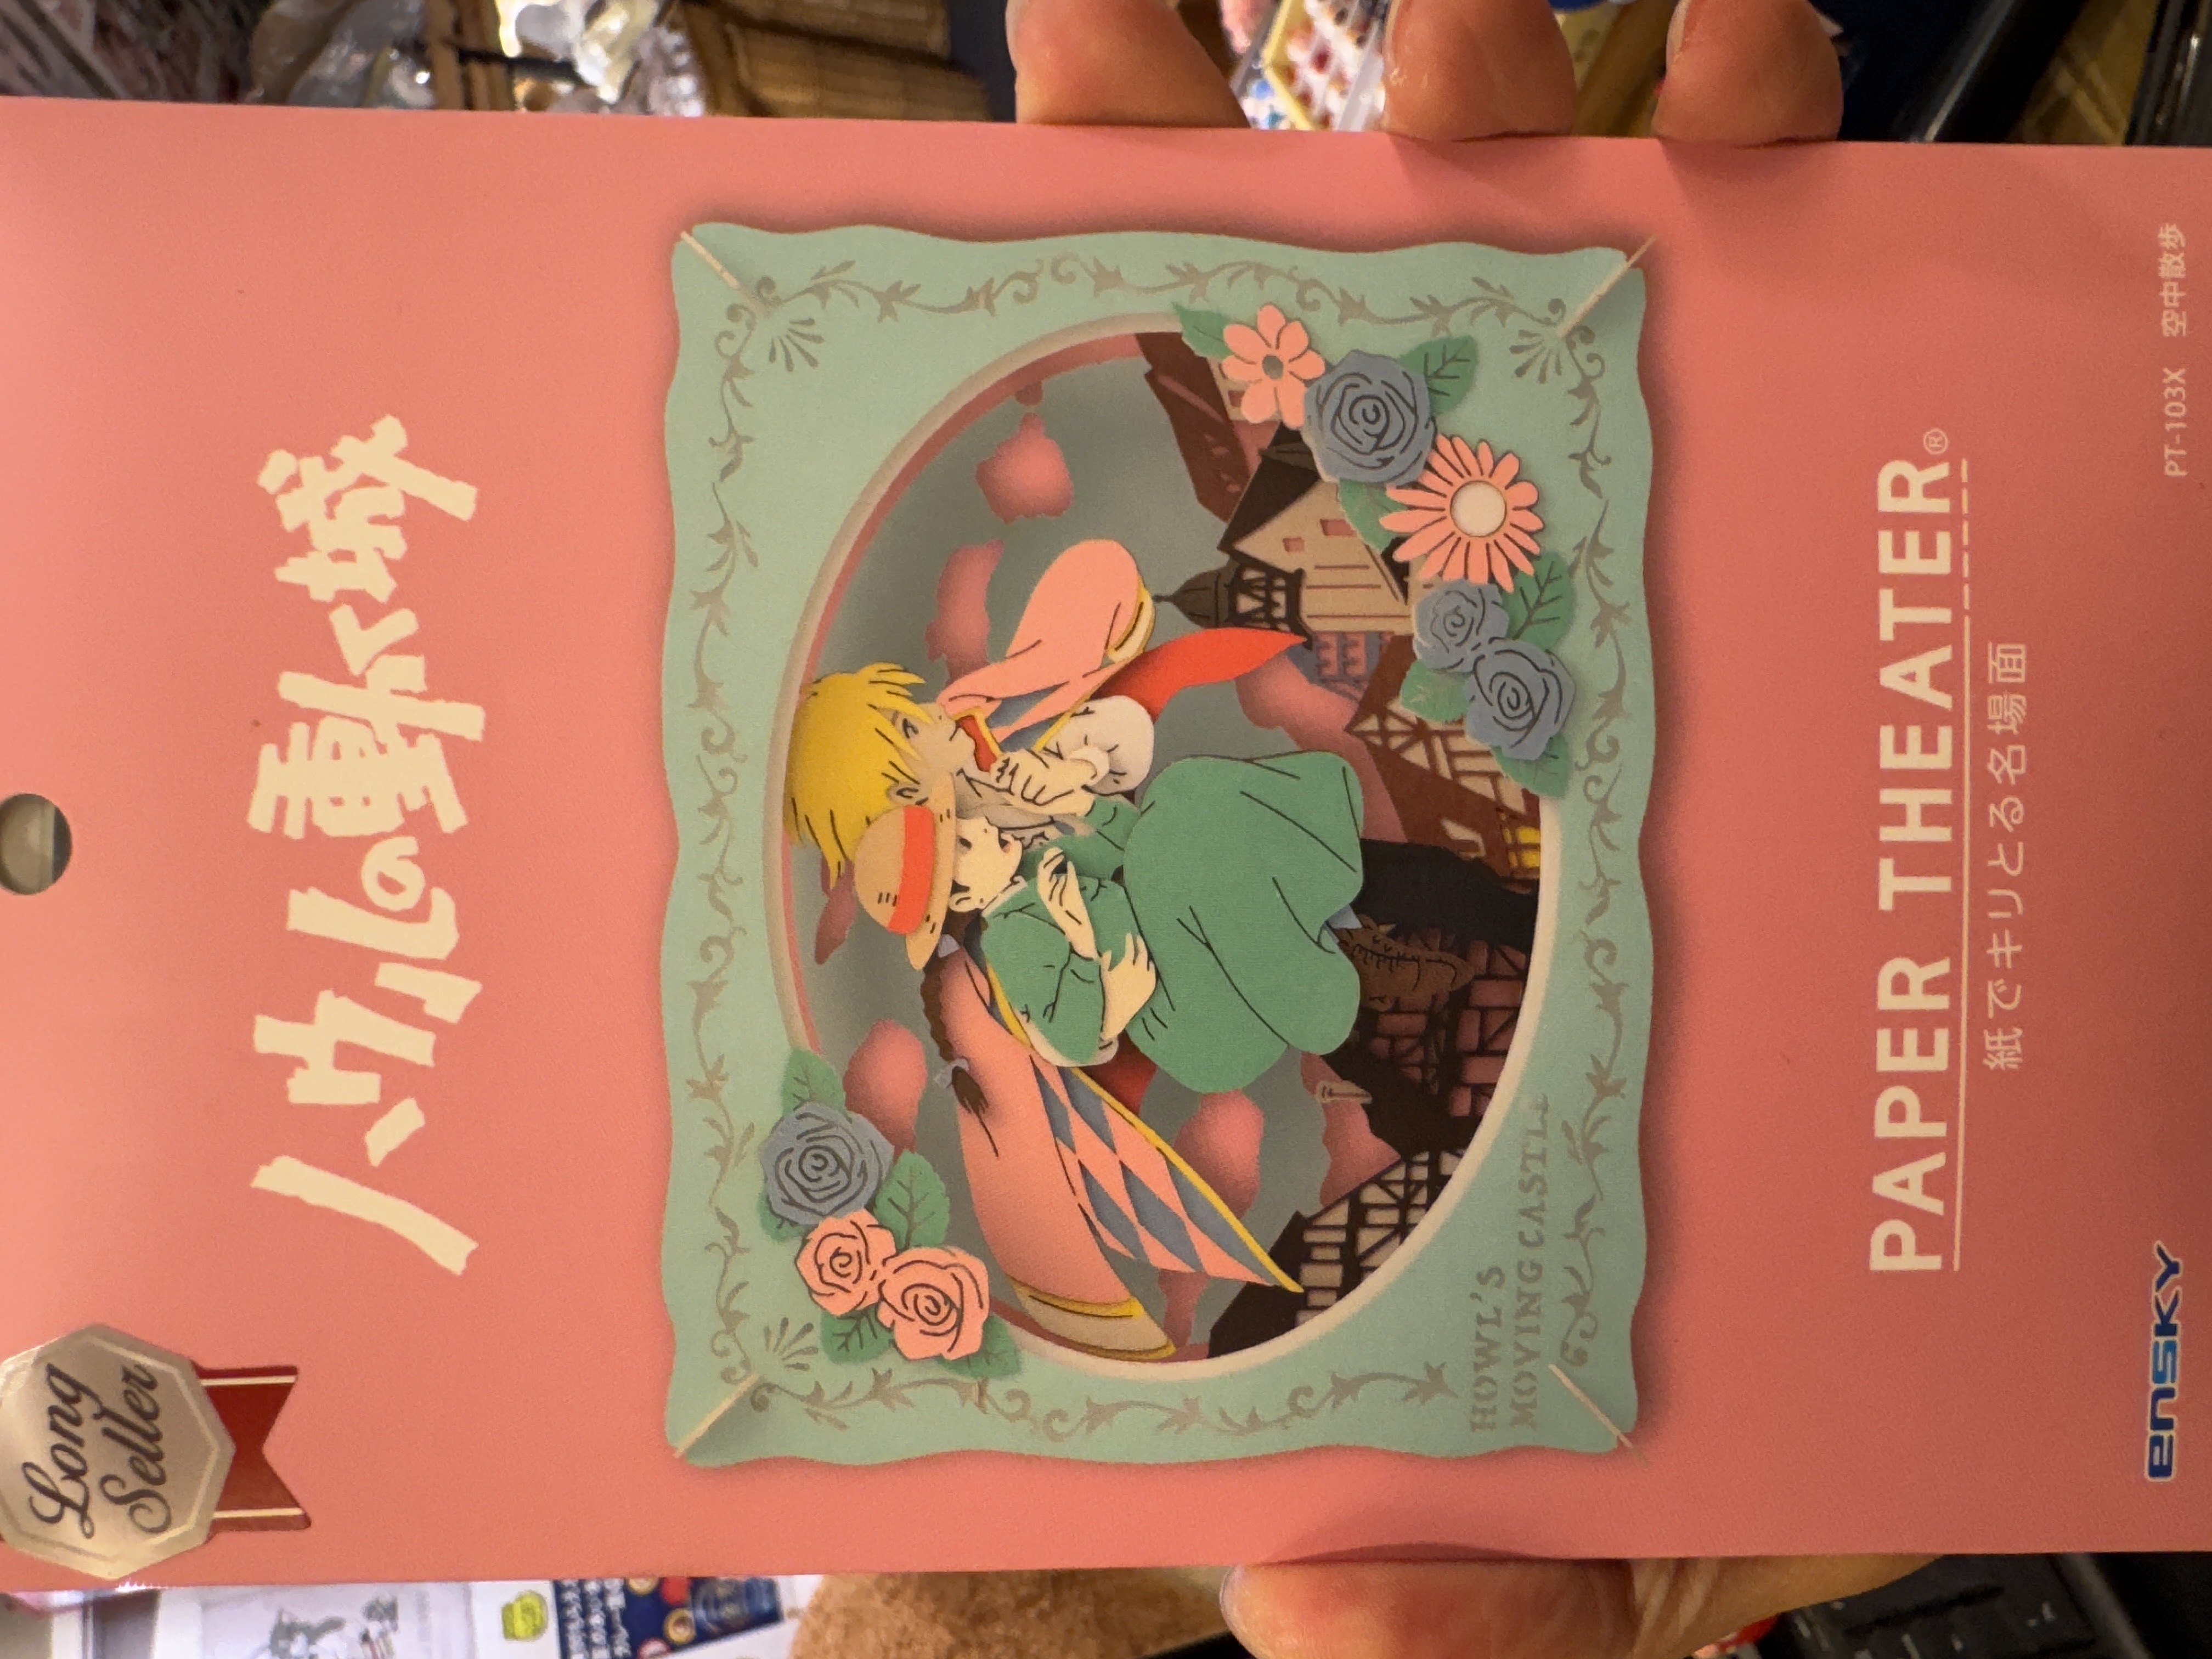 Long
Seller
ハウルの動く城
HOWL'S
MOVING CASTLE
PAPER THEATER®
紙でキリとる名場面
ensky
PT-103X 空中散歩